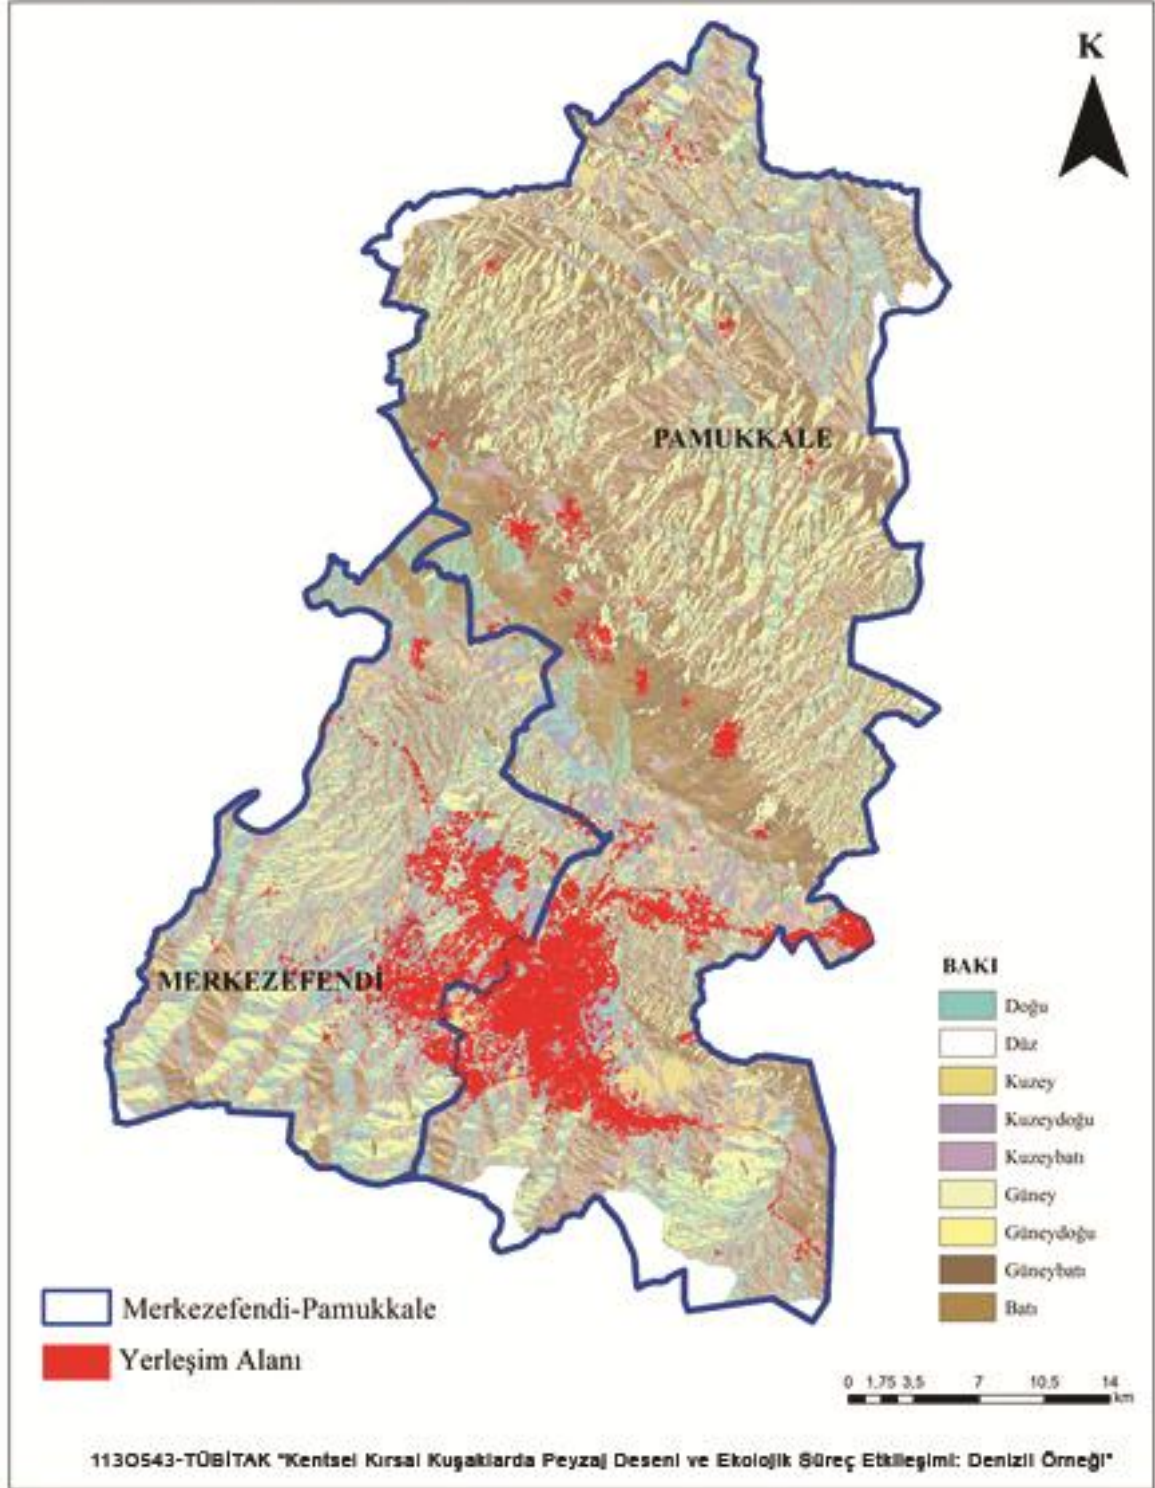 K
PAMUKKALE
MERKEZEFENDİ
BAKI
Doğu
Düz
Kuzey
Kuzeydoğu
Kuzeybatı
Güney
Güneydoğu
Güneybatı
Batı
Merkezefendi-Pamukkale
Yerleşim Alanı
0 1,75 3,5 7 10,5 14
km
113O543-TÜBİTAK "Kentsel Kırsal Kuşaklarda Peyzaj Deseni ve Ekolojik Süreç Etkileşimi: Denizli Örneği"